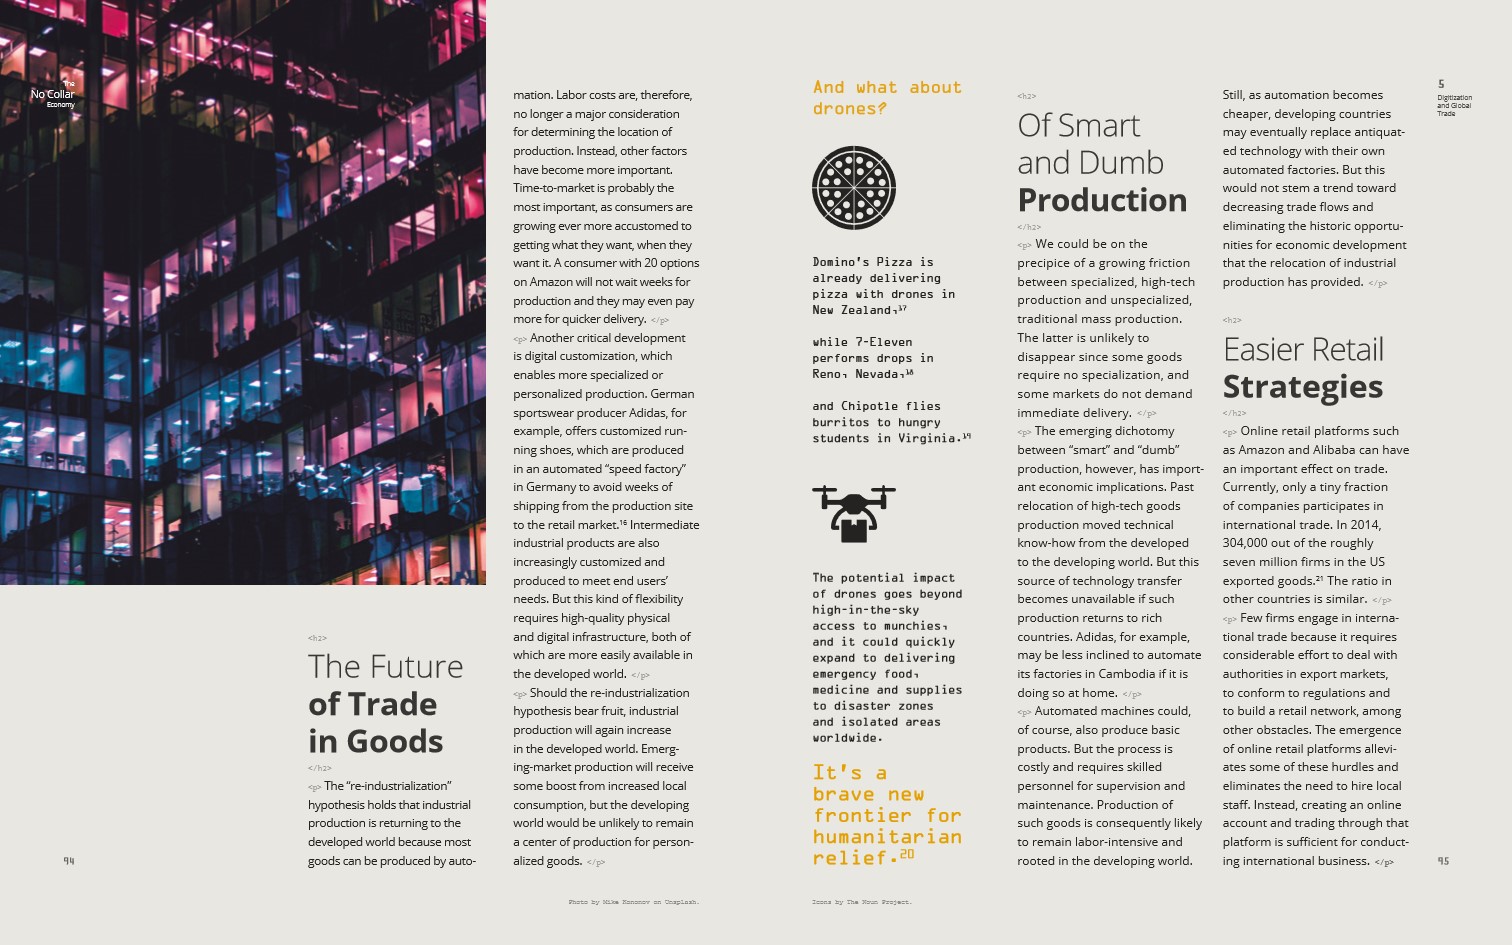 The
No Collar
Economy
<h2>
The Future
of Trade
in Goods
</h2>
<p> The “re-industrialization”
hypothesis holds that industrial
production is returning to the
developed world because most
goods can be produced by auto-
94
mation. Labor costs are, therefore,
no longer a major consideration
for determining the location of
production. Instead, other factors
have become more important.
Time-to-market is probably the
most important, as consumers are
growing ever more accustomed to
getting what they want, when they
want it. A consumer with 20 options
on Amazon will not wait weeks for
production and they may even pay
more for quicker delivery. </p>
<p> Another critical development
is digital customization, which
enables more specialized or
personalized production. German
sportswear producer Adidas, for
example, offers customized run-
ning shoes, which are produced
in an automated “speed factory”
in Germany to avoid weeks of
shipping from the production site
to the retail market.¹⁶ Intermediate
industrial products are also
increasingly customized and
produced to meet end users’
needs. But this kind of flexibility
requires high-quality physical
and digital infrastructure, both of
which are more easily available in
the developed world. </p>
<p> Should the re-industrialization
hypothesis bear fruit, industrial
production will again increase
in the developed world. Emerg-
ing-market production will receive
some boost from increased local
consumption, but the developing
world would be unlikely to remain
a center of production for person-
alized goods. </p>
Photo by Mike Kononov on Unsplash.
And what about
drones?
Domino's Pizza is
already delivering
pizza with drones in
New Zealand,¹⁷
while 7-Eleven
performs drops in
Reno, Nevada,¹⁸
and Chipotle flies
burritos to hungry
students in Virginia.¹⁹
The potential impact
of drones goes beyond
high-in-the-sky
access to munchies,
and it could quickly
expand to delivering
emergency food,
medicine and supplies
to disaster zones
and isolated areas
worldwide.
It's a
brave new
frontier for
humanitarian
relief.²⁰
Icons by The Noun Project.
<h2>
Of Smart
and Dumb
Production
</h2>
<p> We could be on the
precipice of a growing friction
between specialized, high-tech
production and unspecialized,
traditional mass production.
The latter is unlikely to
disappear since some goods
require no specialization, and
some markets do not demand
immediate delivery. </p>
<p> The emerging dichotomy
between “smart” and “dumb”
production, however, has import-
ant economic implications. Past
relocation of high-tech goods
production moved technical
know-how from the developed
to the developing world. But this
source of technology transfer
becomes unavailable if such
production returns to rich
countries. Adidas, for example,
may be less inclined to automate
its factories in Cambodia if it is
doing so at home. </p>
<p> Automated machines could,
of course, also produce basic
products. But the process is
costly and requires skilled
personnel for supervision and
maintenance. Production of
such goods is consequently likely
to remain labor-intensive and
rooted in the developing world.
Still, as automation becomes
cheaper, developing countries
may eventually replace antiquat-
ed technology with their own
automated factories. But this
would not stem a trend toward
decreasing trade flows and
eliminating the historic opportu-
nities for economic development
that the relocation of industrial
production has provided. </p>
<h2>
Easier Retail
Strategies
</h2>
<p> Online retail platforms such
as Amazon and Alibaba can have
an important effect on trade.
Currently, only a tiny fraction
of companies participates in
international trade. In 2014,
304,000 out of the roughly
seven million firms in the US
exported goods.²¹ The ratio in
other countries is similar. </p>
<p> Few firms engage in interna-
tional trade because it requires
considerable effort to deal with
authorities in export markets,
to conform to regulations and
to build a retail network, among
other obstacles. The emergence
of online retail platforms allevi-
ates some of these hurdles and
eliminates the need to hire local
staff. Instead, creating an online
account and trading through that
platform is sufficient for conduct-
ing international business. </p>
5
Digitization
and Global
Trade
95